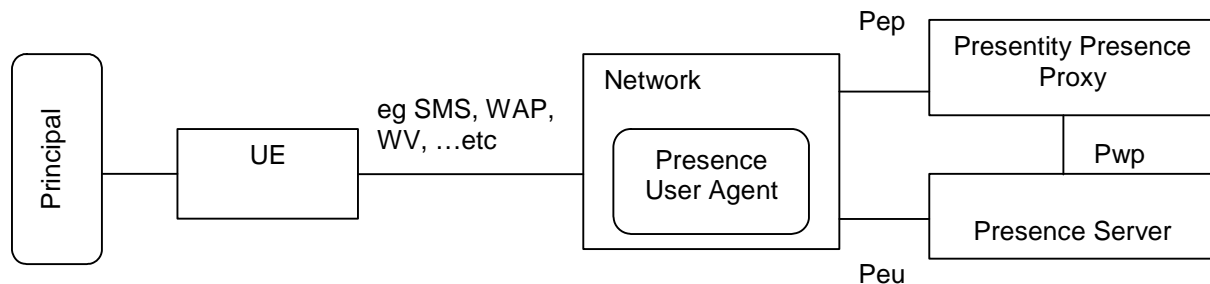 Principal
UE
eg SMS, WAP,
WV, …etc
Network
Presence
User Agent
Pep
Presentity Presence
Proxy
Pwp
Presence Server
Peu